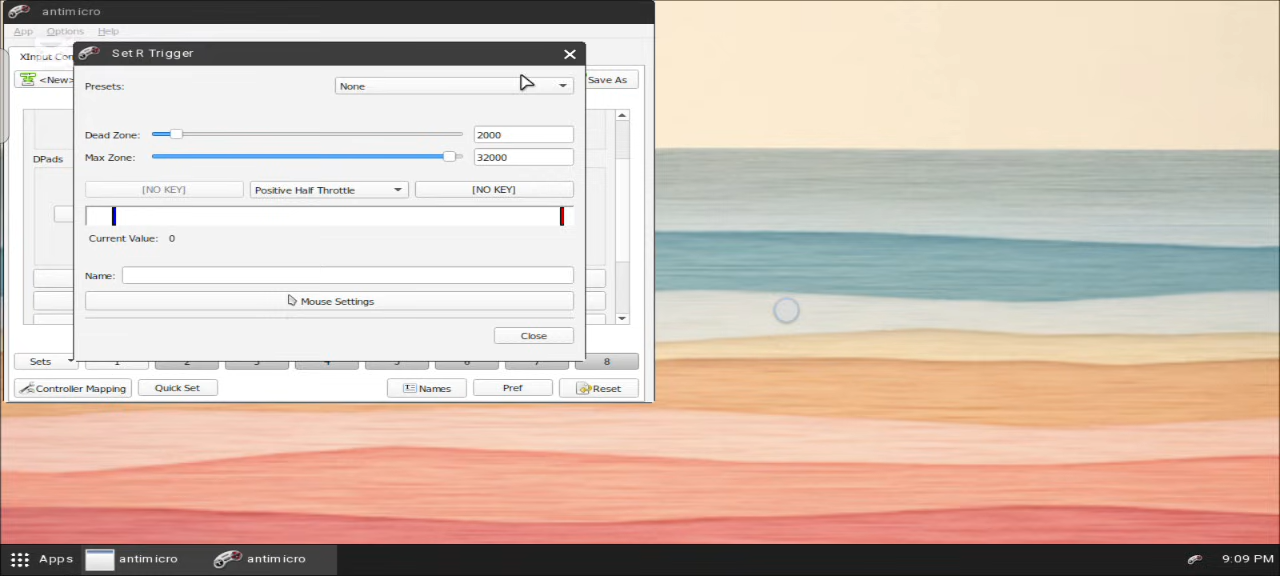 antimicro
App Options Help
XInput Con
Set R Trigger
<New>
Save As
Presets:
None
Dead Zone:
2000
Max Zone:
32000
DPads
[NO KEY]
Positive Half Throttle
[NO KEY]
Current Value: 0
Name:
Mouse Settings
Close
Sets 1 2 3 4 5 6 7 8
Controller Mapping
Quick Set
Names
Pref
Reset
Apps
antimicro
antimicro
9:09 PM